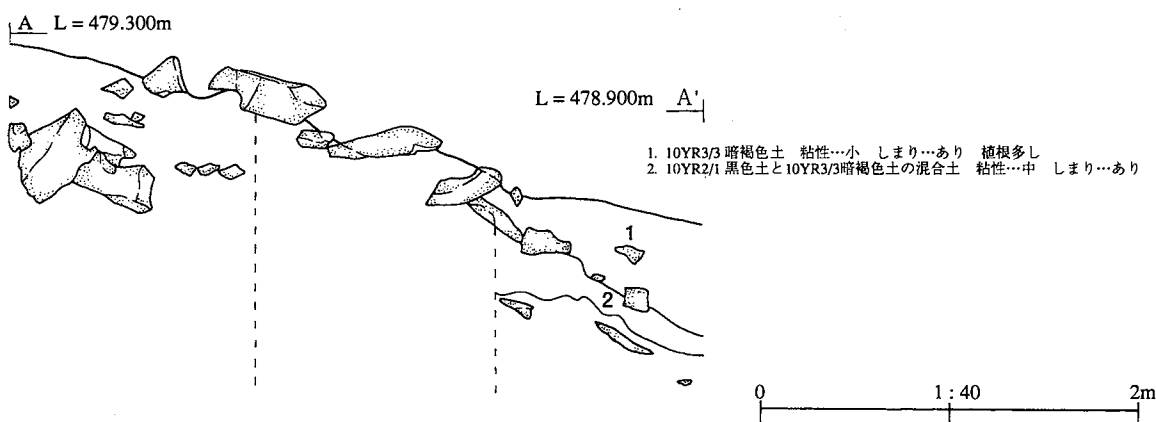 A L = 479.300m
L = 478.900m A'
1. 10YR3/3 暗褐色土 粘性…小 しまり…あり 植根多し
2. 10YR2/1 黒色土と10YR3/3暗褐色土の混合土 粘性…中 しまり…あり
1
2
0 1 : 40 2m